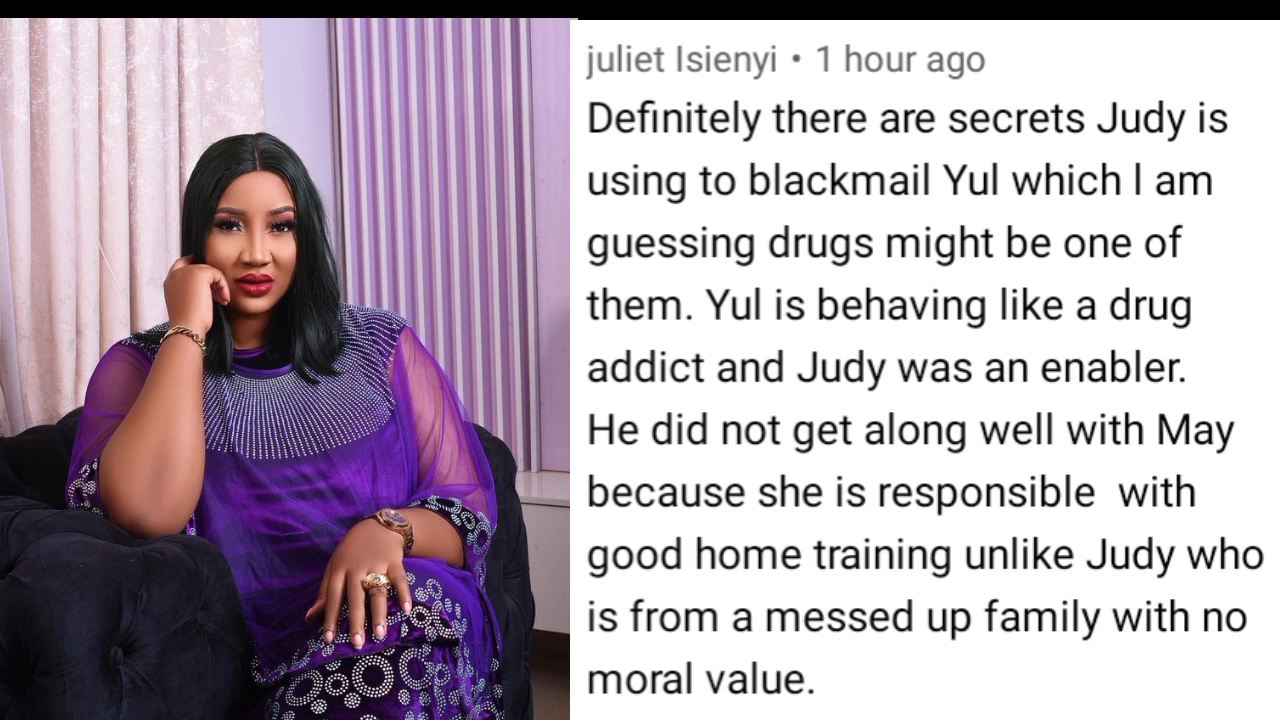 juliet Isienyi • 1 hour ago
Definitely there are secrets Judy is
using to blackmail Yul which I am
guessing drugs might be one of
them. Yul is behaving like a drug
addict and Judy was an enabler.
He did not get along well with May
because she is responsible  with
good home training unlike Judy who
is from a messed up family with no
moral value.